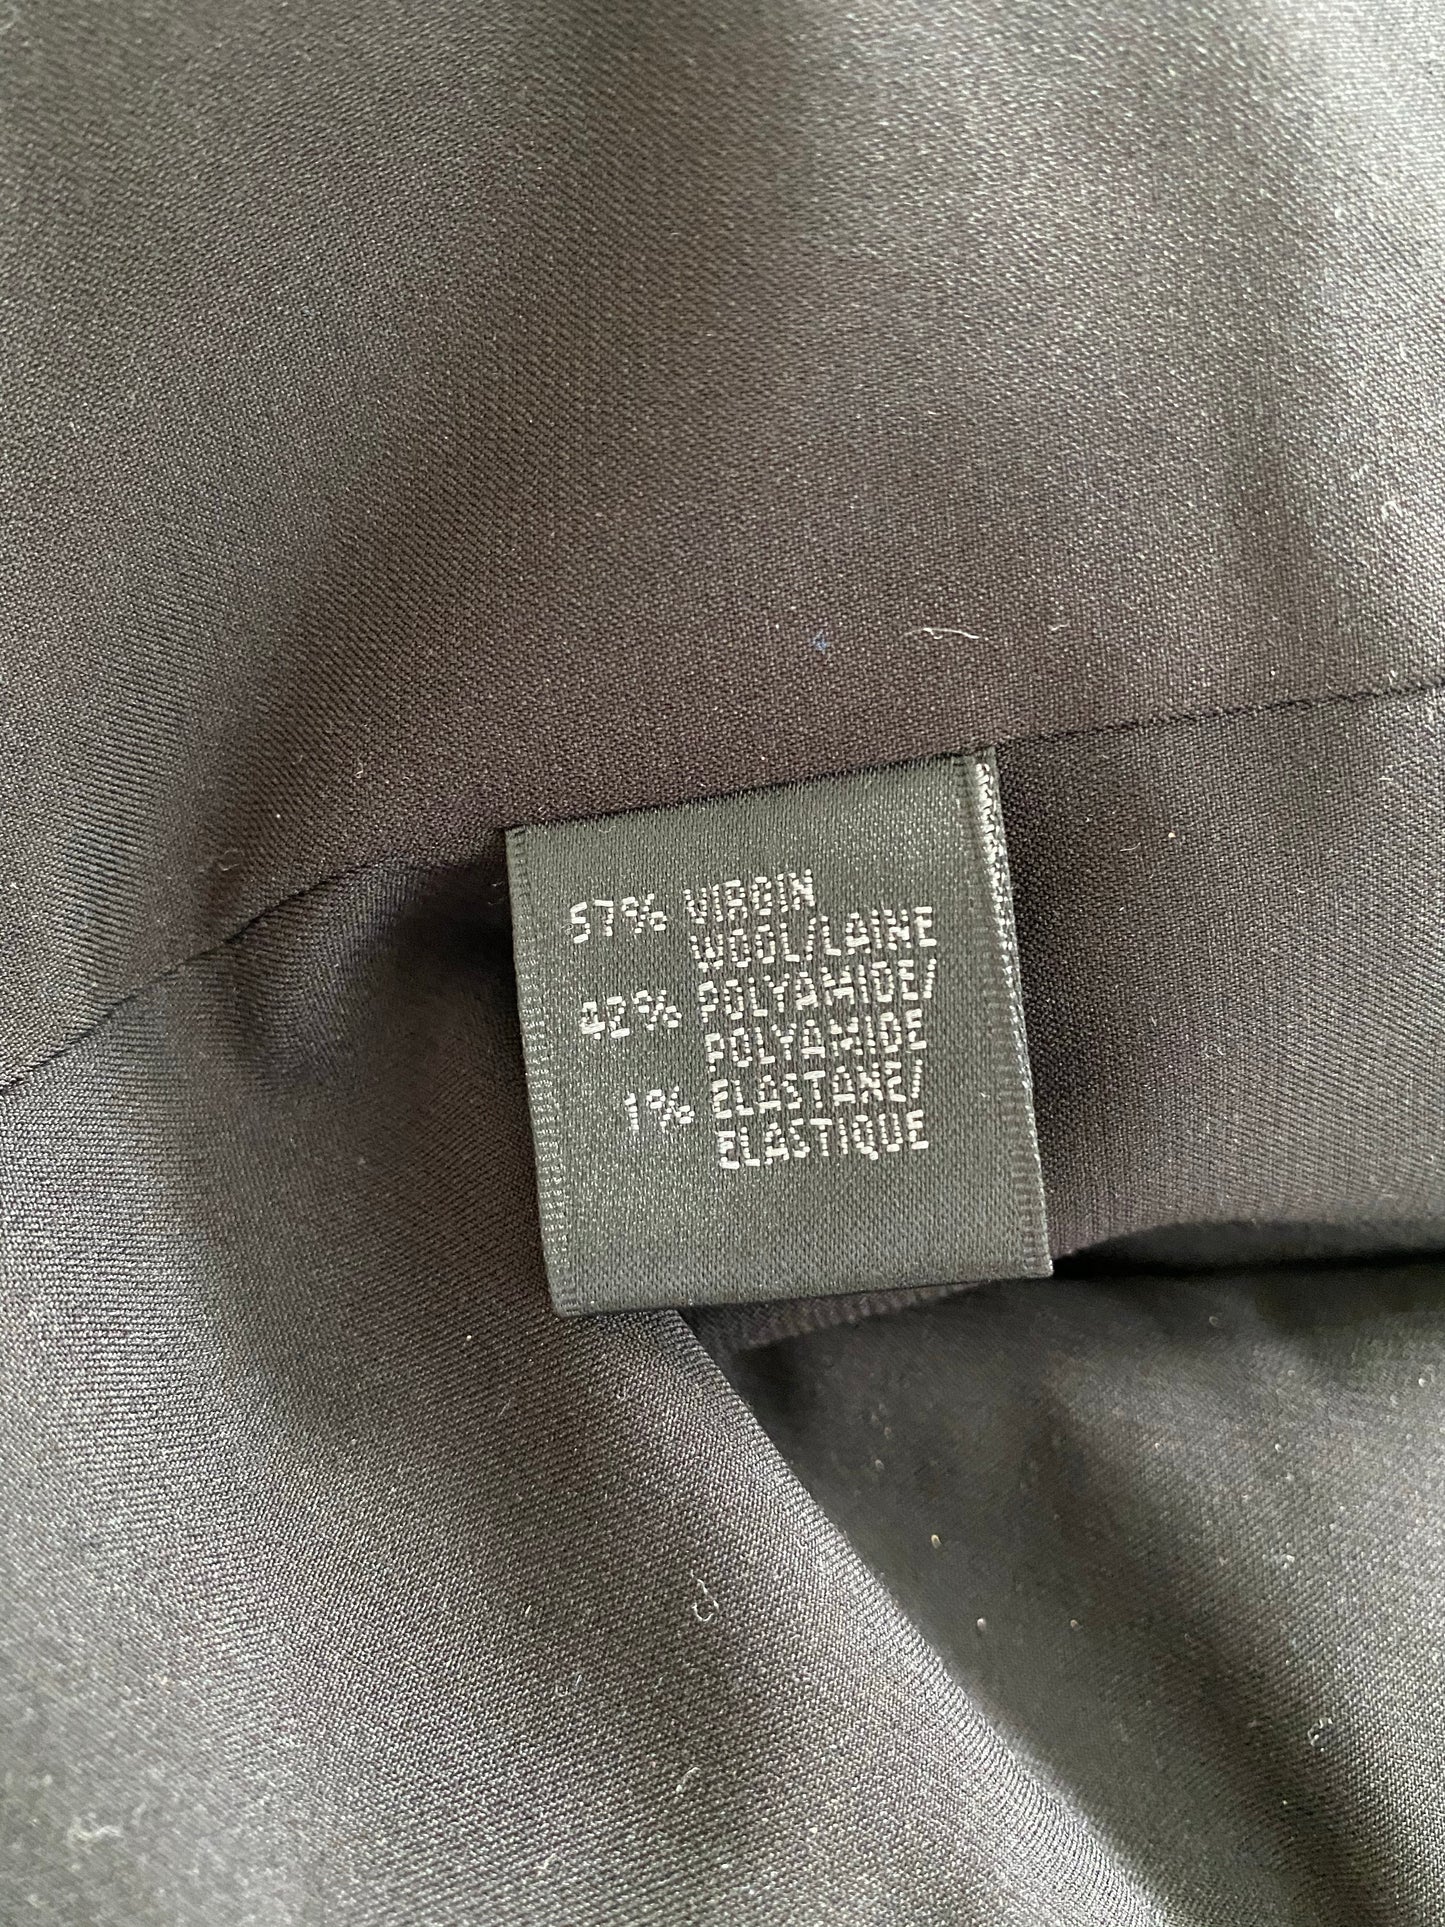 57% VIRGIN
WOOL/LAINE
42% POLYAMIDE/
POLYAMIDE
1% ELASTANE/
ELASTIQUE